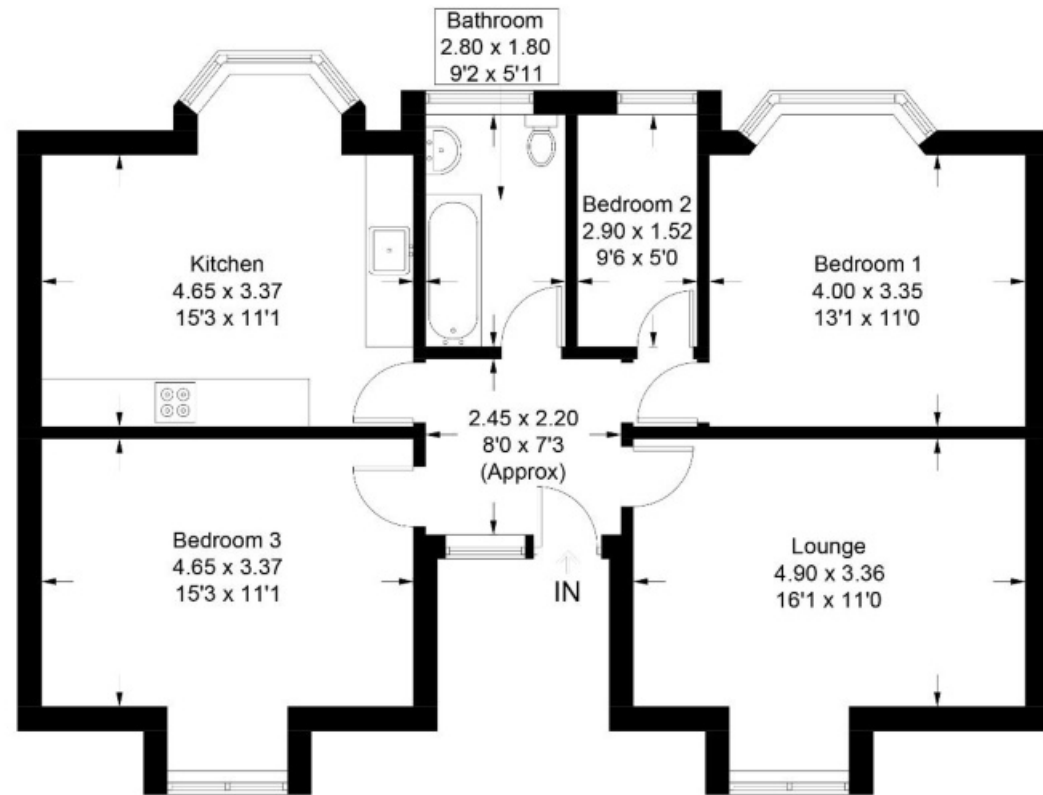 Bathroom
2.80 x 1.80
9'2 x 5'11
Kitchen
4.65 x 3.37
15'3 x 11'1
Bedroom 2
2.90 x 1.52
9'6 x 5'0
Bedroom 1
4.00 x 3.35
13'1 x 11'0
2.45 x 2.20
8'0 x 7'3
(Approx)
Bedroom 3
4.65 x 3.37
15'3 x 11'1
Lounge
4.90 x 3.36
16'1 x 11'0
IN